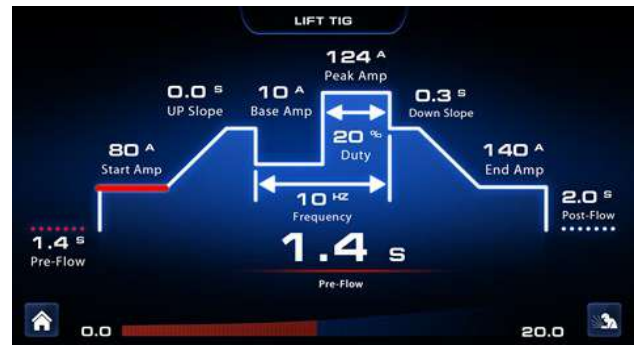 LIFT TIG
124 A
Peak Amp
0.0 S
UP Slope
10 A
Base Amp
0.3 S
Down Slope
20 %
Duty
80 A
Start Amp
140 A
End Amp
10 HZ
Frequency
2.0 S
Post-Flow
1.4 S
Pre-Flow
1.4 S
Pre-Flow
0.0
20.0